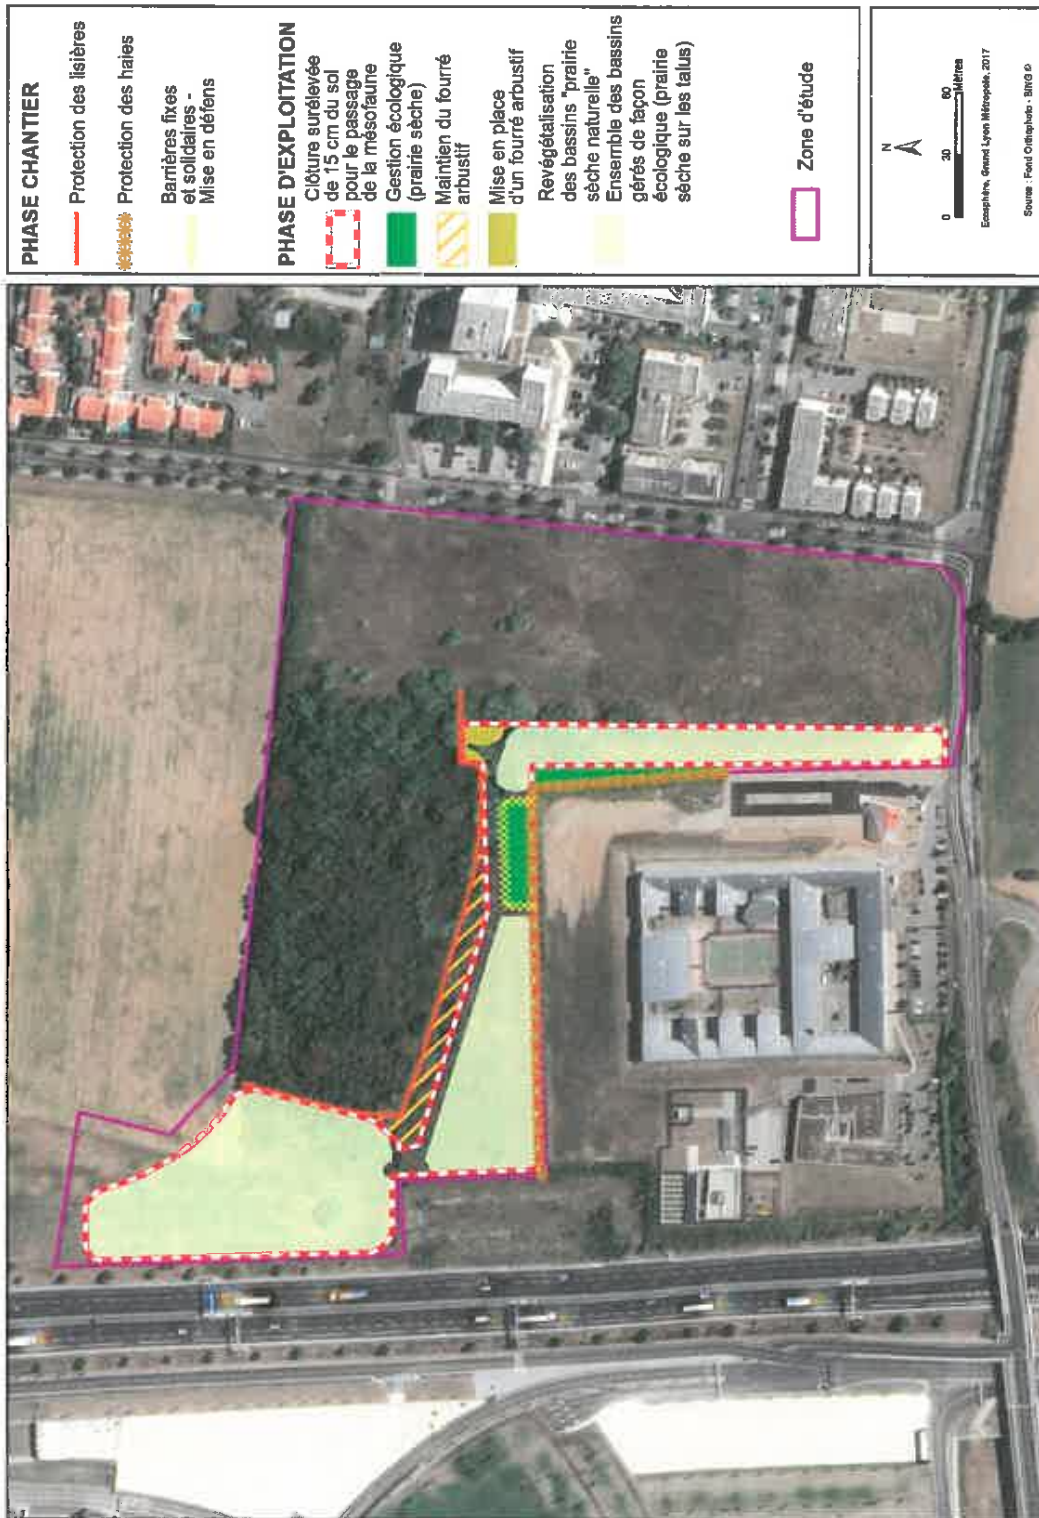 PHASE CHANTIER
Protection des lisières
Protection des haies
Barrières fixes
et solidaires -
Mise en défens
PHASE D'EXPLOITATION
Clôture surélevée
de 15 cm du sol
pour le passage
de la mésofaune
Gestion écologique
(prairie sèche)
Maintien du fourré
arbustif
Mise en place
d'un fourré arbustif
Revégétalisation
des bassins "prairie
sèche naturelle"
Ensemble des bassins
gérés de façon
écologique (prairie
sèche sur les talus)
Zone d'étude
N
0 30 60
Mètres
Ecosphère, Grand Lyon Métropole, 2017
Source : Fond Orthophoto - BING ©